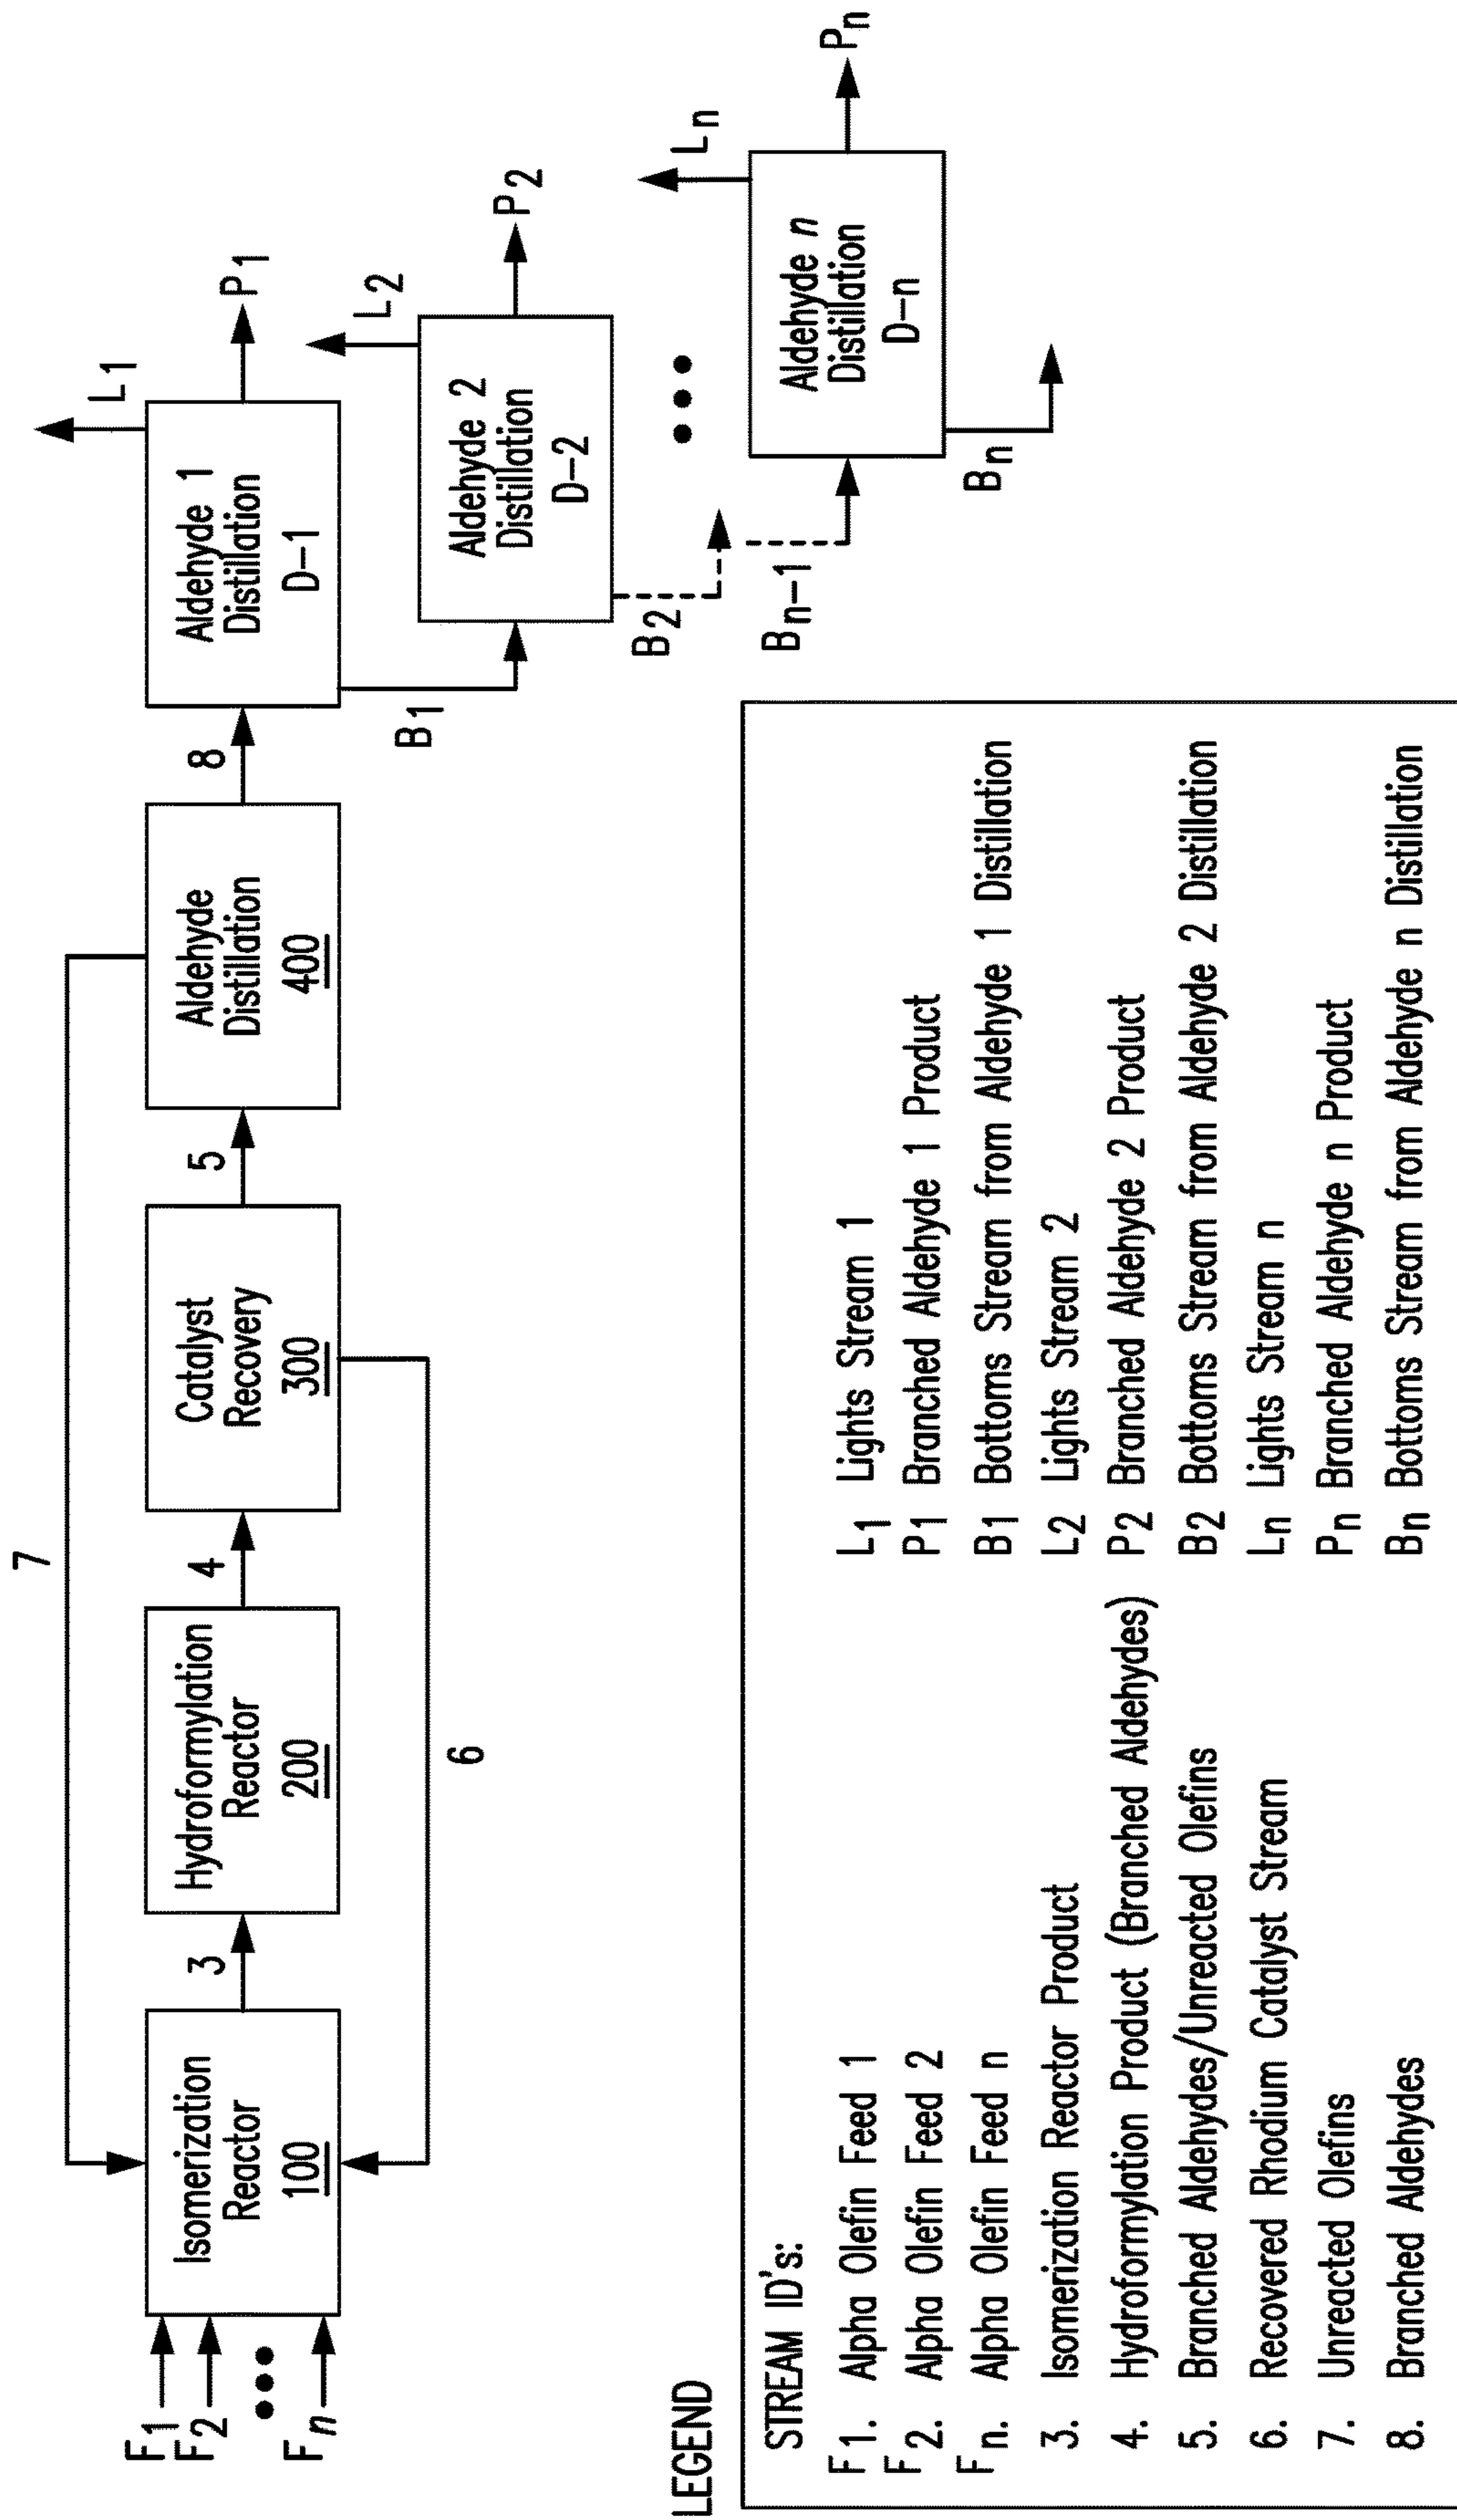 7
F1
F2
Fn
Isomerization
Reactor
100
3
Hydroformylation
Reactor
200
4
Catalyst
Recovery
300
5
Aldehyde
Distillation
400
8
Aldehyde 1
Distillation
D-1
L1
P1
6
B1
Aldehyde 2
Distillation
D-2
L2
P2
B2
Bn-1
Aldehyde n
Distillation
D-n
Ln
Pn
Bn
LEGEND
STREAM ID's:
F1. Alpha Olefin Feed 1
F2. Alpha Olefin Feed 2
Fn. Alpha Olefin Feed n
3. Isomerization Reactor Product
4. Hydroformylation Product (Branched Aldehydes)
5. Branched Aldehydes/Unreacted Olefins
6. Recovered Rhodium Catalyst Stream
7. Unreacted Olefins
8. Branched Aldehydes
L1 Lights Stream 1
P1 Branched Aldehyde 1 Product
B1 Bottoms Stream from Aldehyde 1 Distillation
L2 Lights Stream 2
P2 Branched Aldehyde 2 Product
B2 Bottoms Stream from Aldehyde 2 Distillation
Ln Lights Stream n
Pn Branched Aldehyde n Product
Bn Bottoms Stream from Aldehyde n Distillation